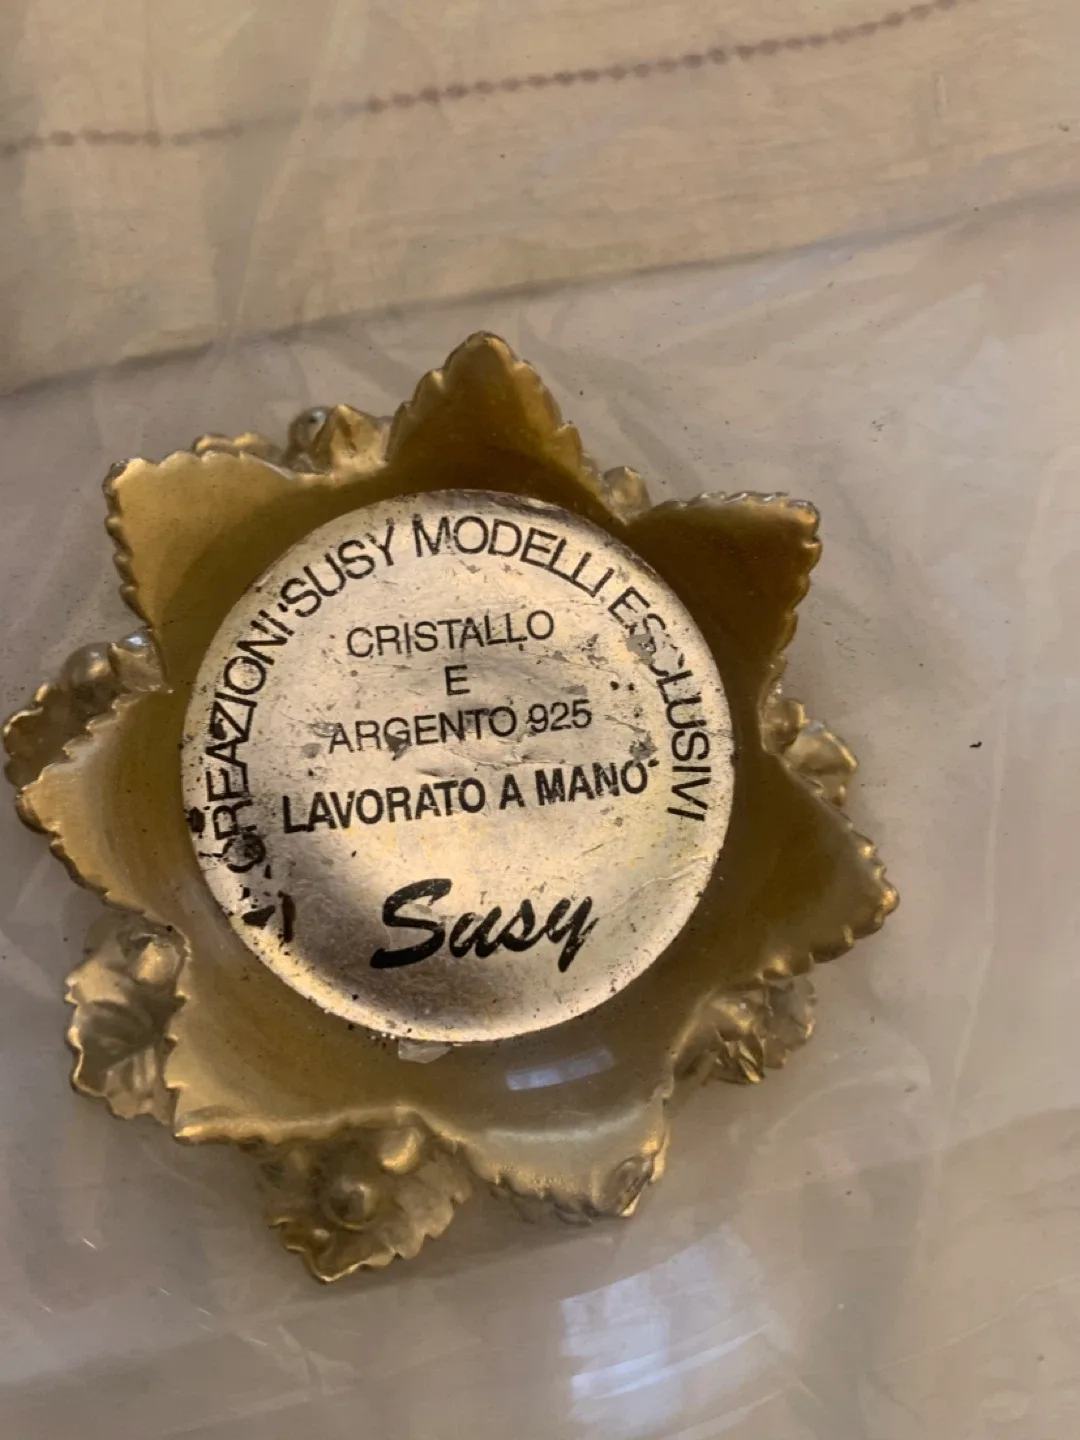 CREAZIONI SUSY MODELLI ESCLUSIVI
CRISTALLO
E
ARGENTO 925
LAVORATO A MANO
Susy